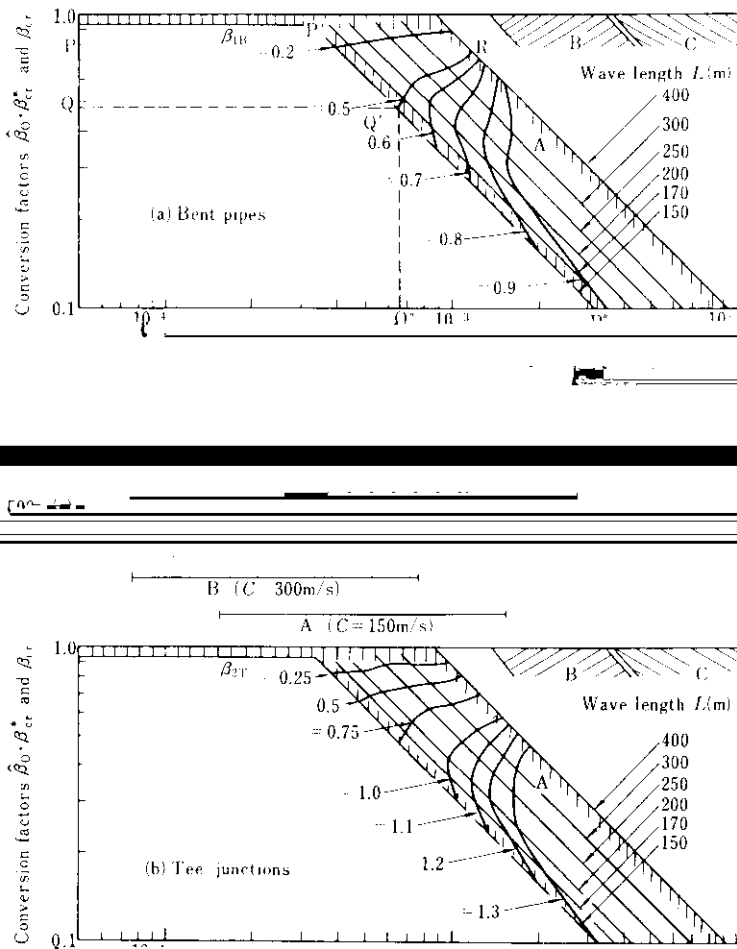 Conversion factors β̂₀·β*cr and βcr
1.0
0.1
P
Q
β1B
0.2
P'
R
B
C
Wave length L(m)
400
300
250
200
170
150
0.5
Q'
0.6
A
0.7
0.8
0.9
(a) Bent pipes
10⁻³
B (C 300m/s)
A (C=150m/s)
Conversion factors β̂₀·β*cr and βcr
1.0
0.1
β2T
0.25
0.5
=0.75
B
C
Wave length L(m)
400
300
250
200
170
150
A
1.0
1.1
1.2
=1.3
(b) Tee junctions